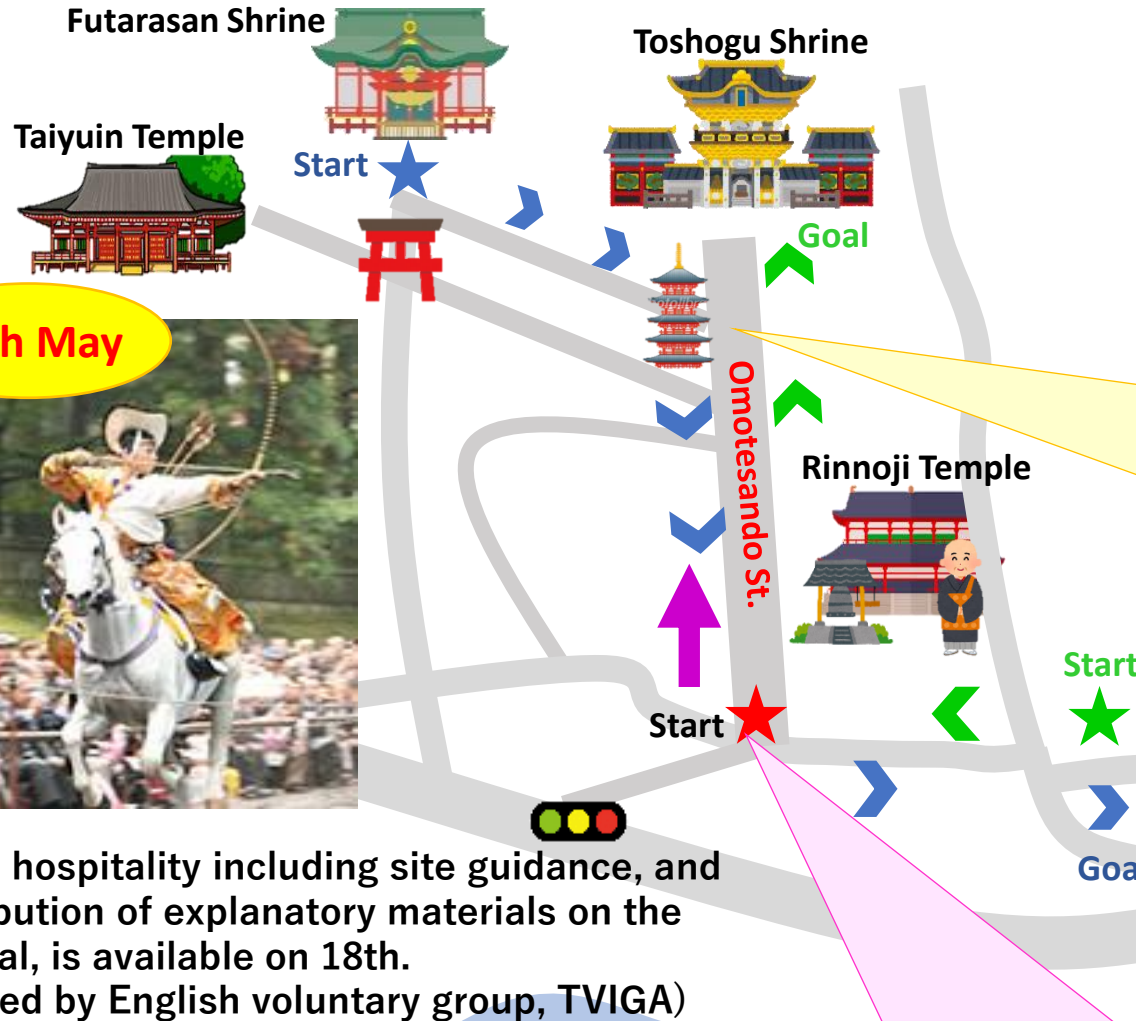 Futarasan Shrine
Toshogu Shrine
Taiyuin Temple
Start
Goal
h May
Omotesando St.
Rinnoji Temple
Start
Start
Goa
hospitality including site guidance, and
bution of explanatory materials on the
al, is available on 18th.
ed by English voluntary group, TVIGA)